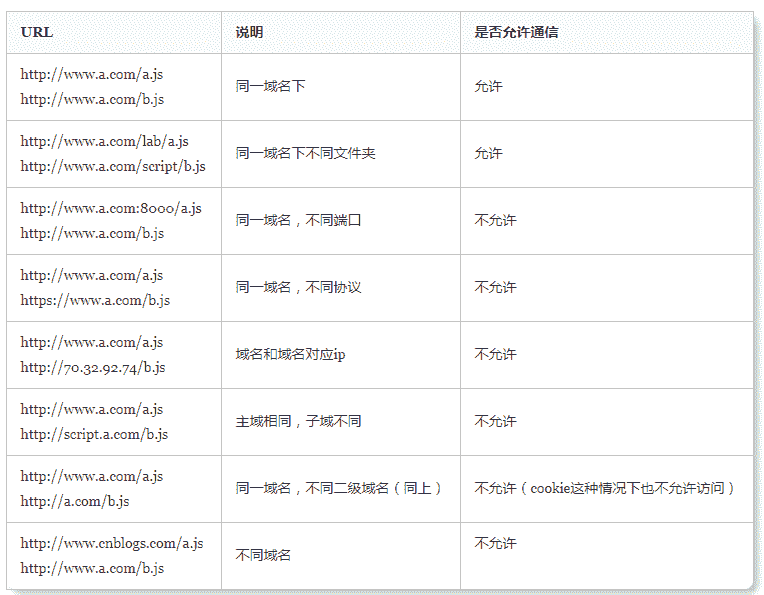 URL 说明 是否允许通信
http://www.a.com/a.js
http://www.a.com/b.js
同一域名下
允许
http://www.a.com/lab/a.js
http://www.a.com/script/b.js
同一域名下不同文件夹
允许
http://www.a.com:8000/a.js
http://www.a.com/b.js
同一域名，不同端口
不允许
http://www.a.com/a.js
https://www.a.com/b.js
同一域名，不同协议
不允许
http://www.a.com/a.js
http://70.32.92.74/b.js
域名和域名对应ip
不允许
http://www.a.com/a.js
http://script.a.com/b.js
主域相同，子域不同
不允许
http://www.a.com/a.js
http://a.com/b.js
同一域名，不同二级域名（同上）
不允许（cookie这种情况下也不允许访问）
http://www.cnblogs.com/a.js
http://www.a.com/b.js
不同域名
不允许